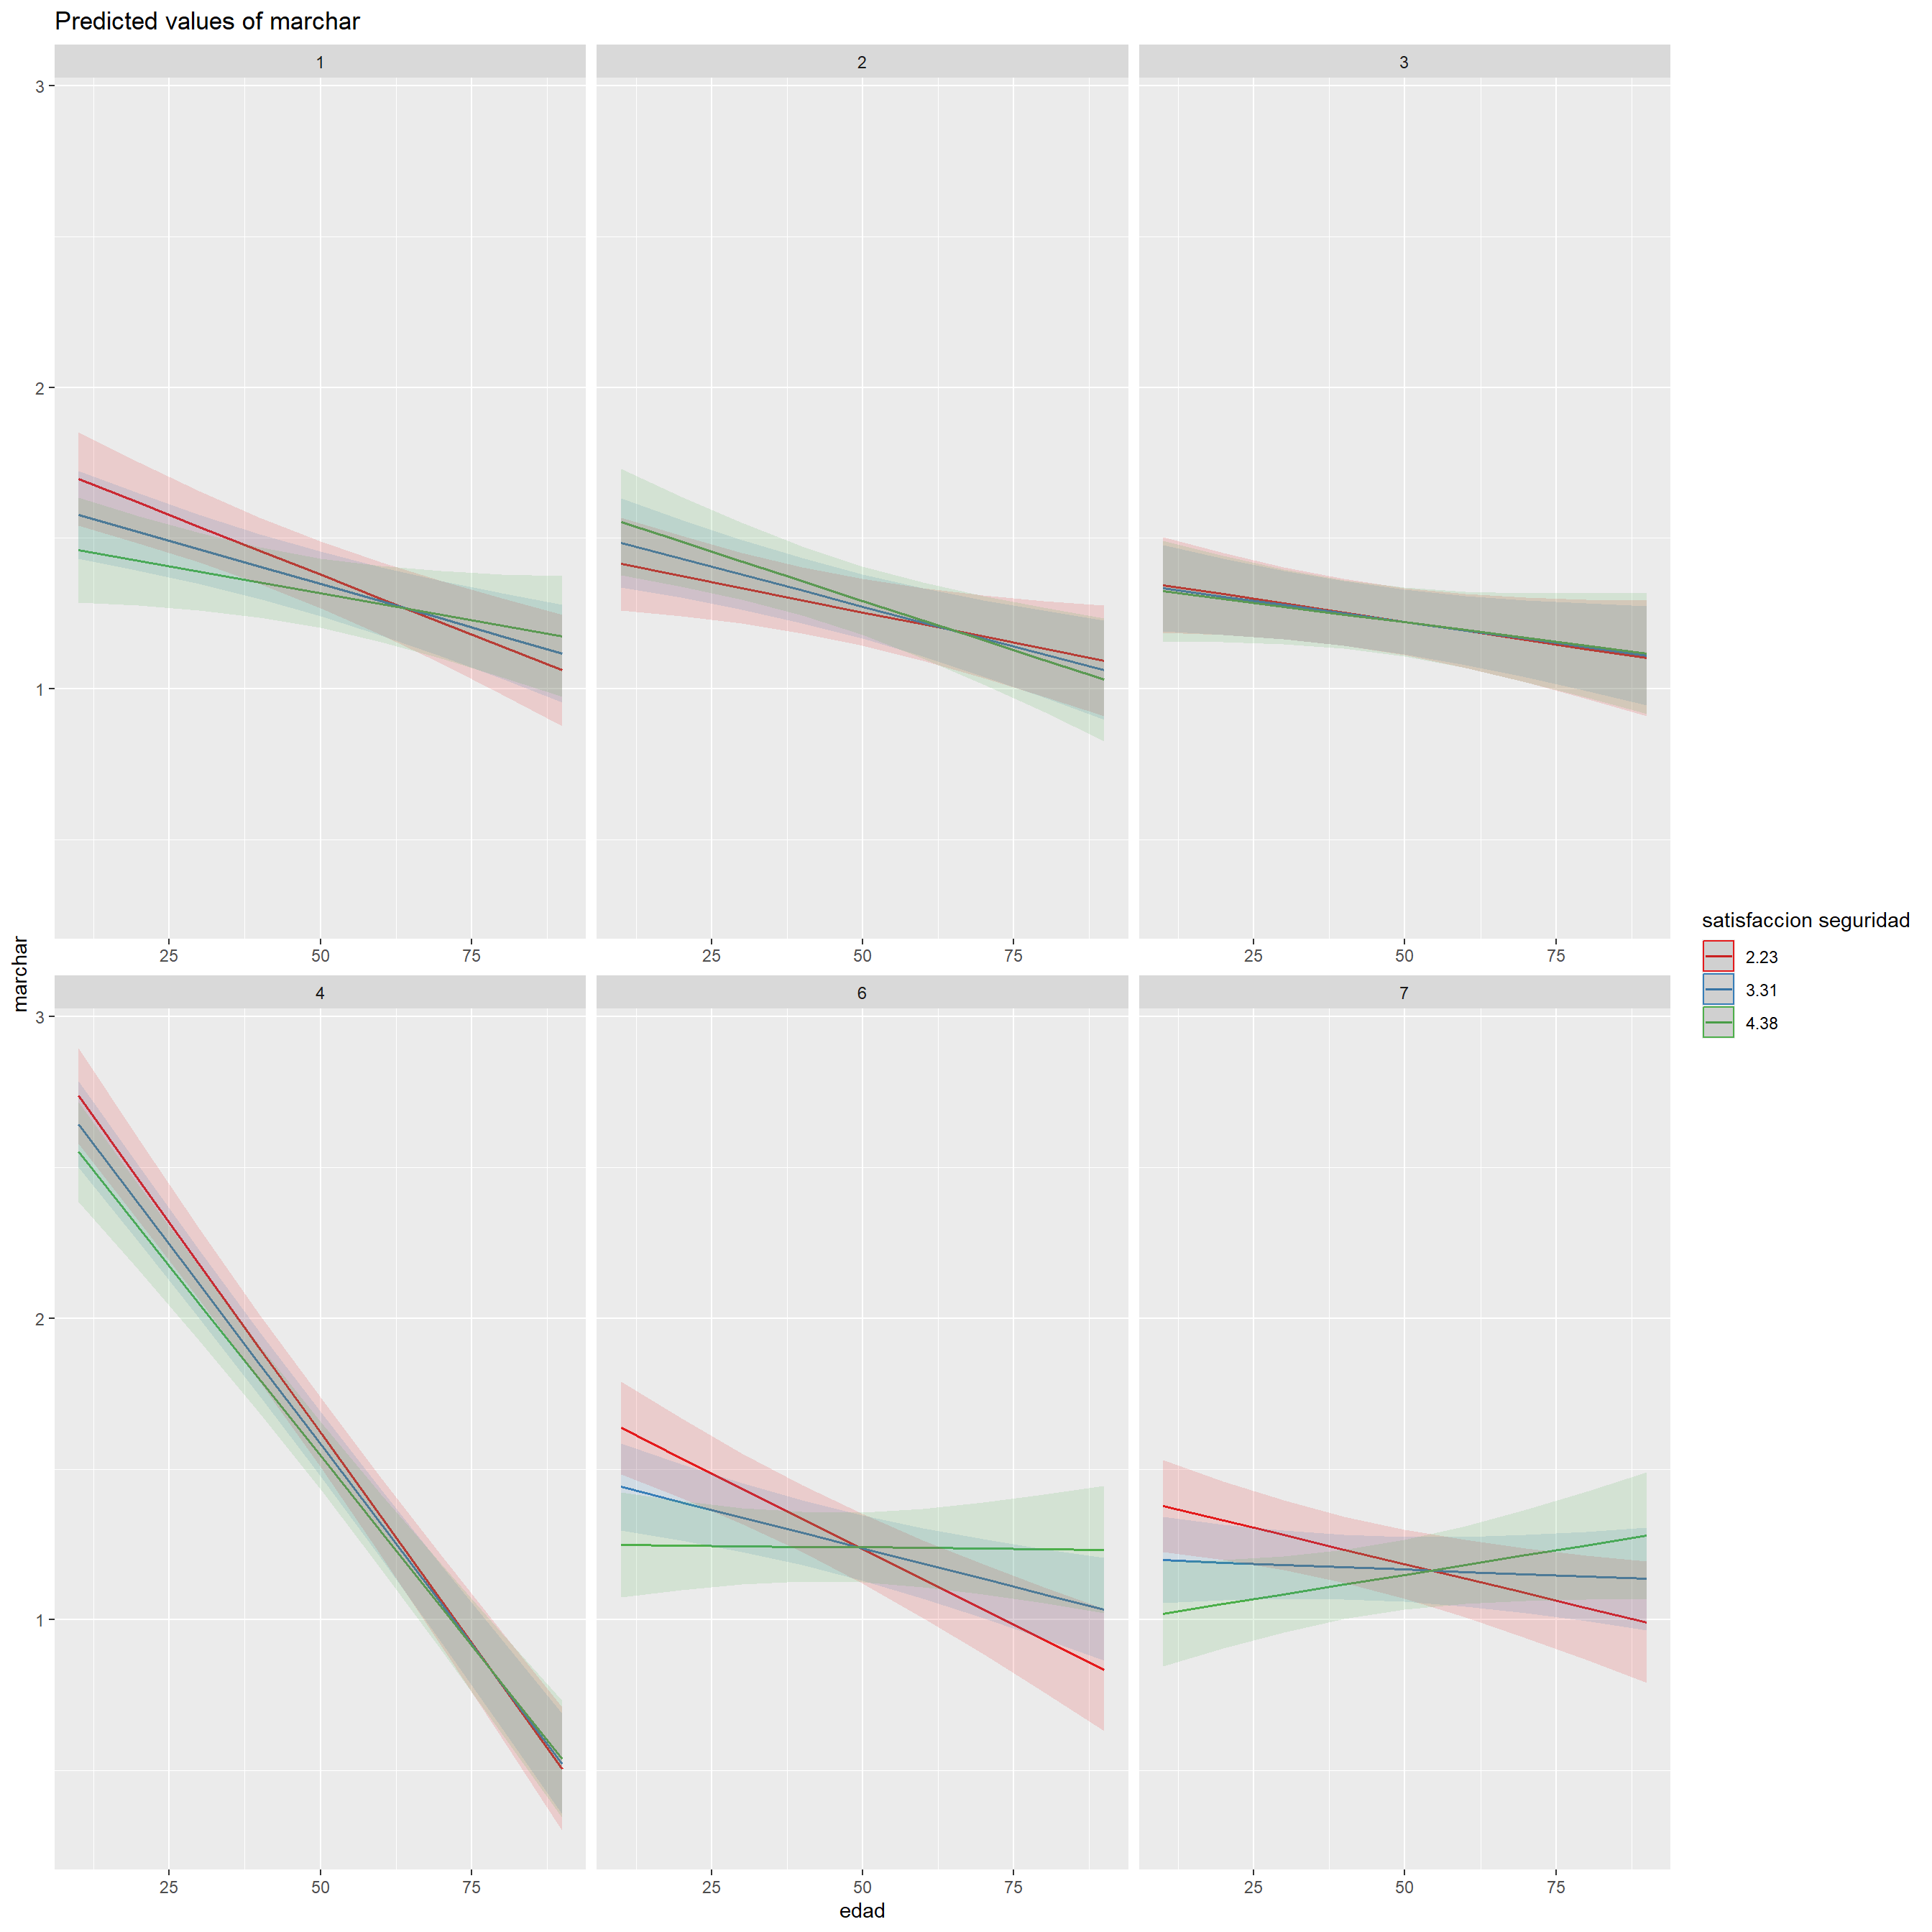 Predicted values of marchar
1 2 3
3
2
1
25 50 75 25 50 75 25 50 75
marchar
4 6 7
3
2
1
25 50 75 25 50 75 25 50 75
edad
satisfaccion seguridad
2.23
3.31
4.38